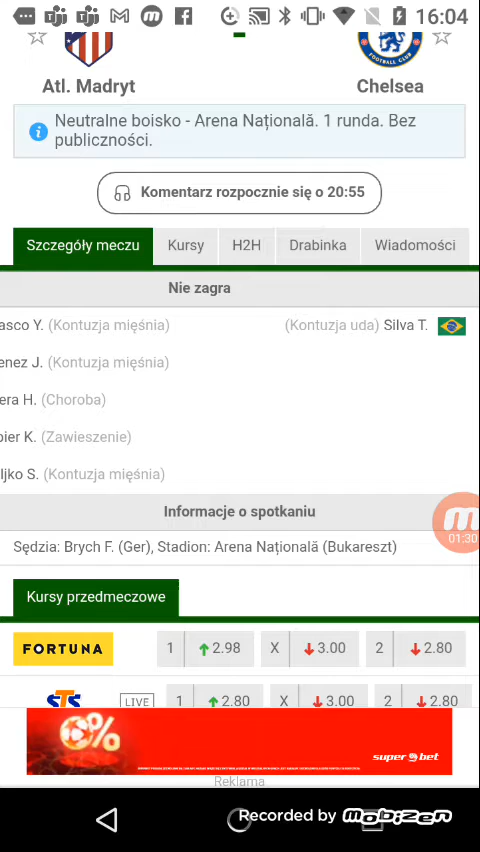 16:04
Atl. Madryt
Chelsea
Neutralne boisko - Arena Națională. 1 runda. Bez
publiczności.
Komentarz rozpocznie się o 20:55
Szczegóły meczu Kursy H2H Drabinka Wiadomości
Nie zagra
asco Y. (Kontuzja mięśnia) (Kontuzja uda) Silva T.
enez J. (Kontuzja mięśnia)
era H. (Choroba)
pier K. (Zawieszenie)
ljko S. (Kontuzja mięśnia)
Informacje o spotkaniu
01:30
Sędzia: Brych F. (Ger), Stadion: Arena Națională (Bukareszt)
Kursy przedmeczowe
FORTUNA 1 2.98 X 3.00 2 2.80
STS LIVE 1 2.80 X 3.00 2 2.80
0%
superbet
Reklama
Recorded by Mobizen